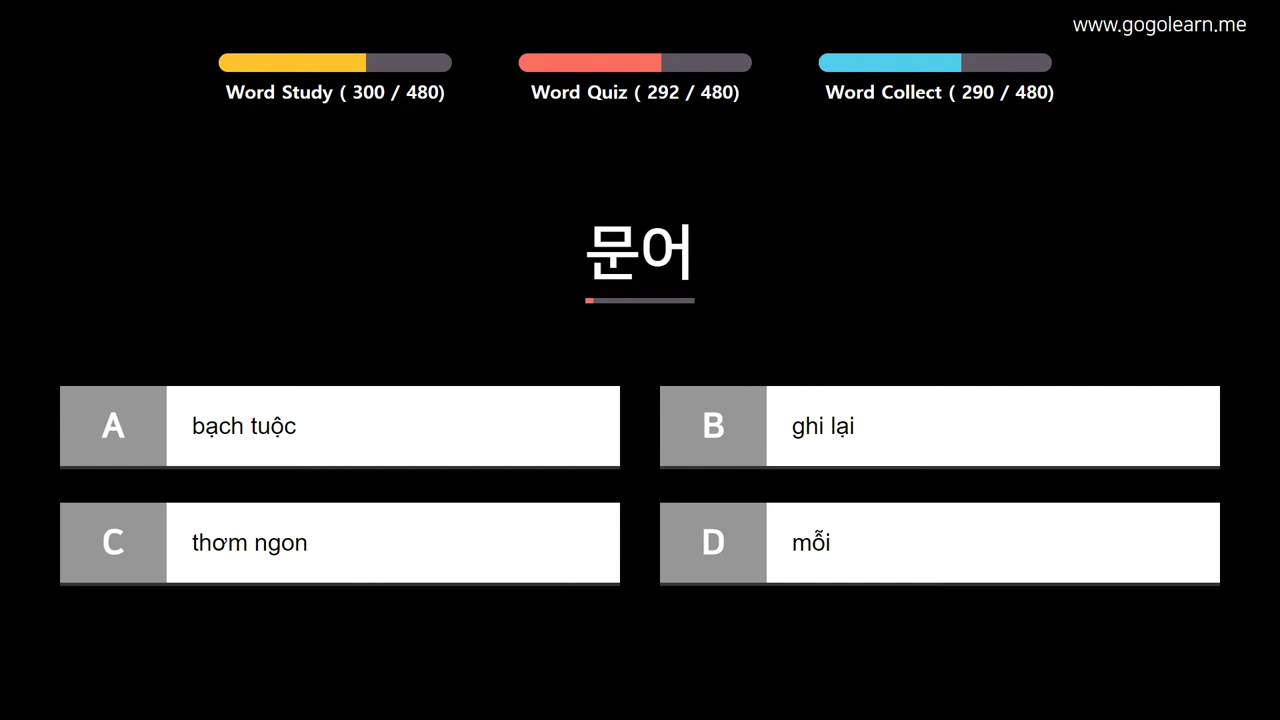 www.gogolearn.me
Word Study ( 300 / 480)
Word Quiz ( 292 / 480)
Word Collect ( 290 / 480)
문어
A bạch tuộc
B ghi lại
C thơm ngon
D mỗi